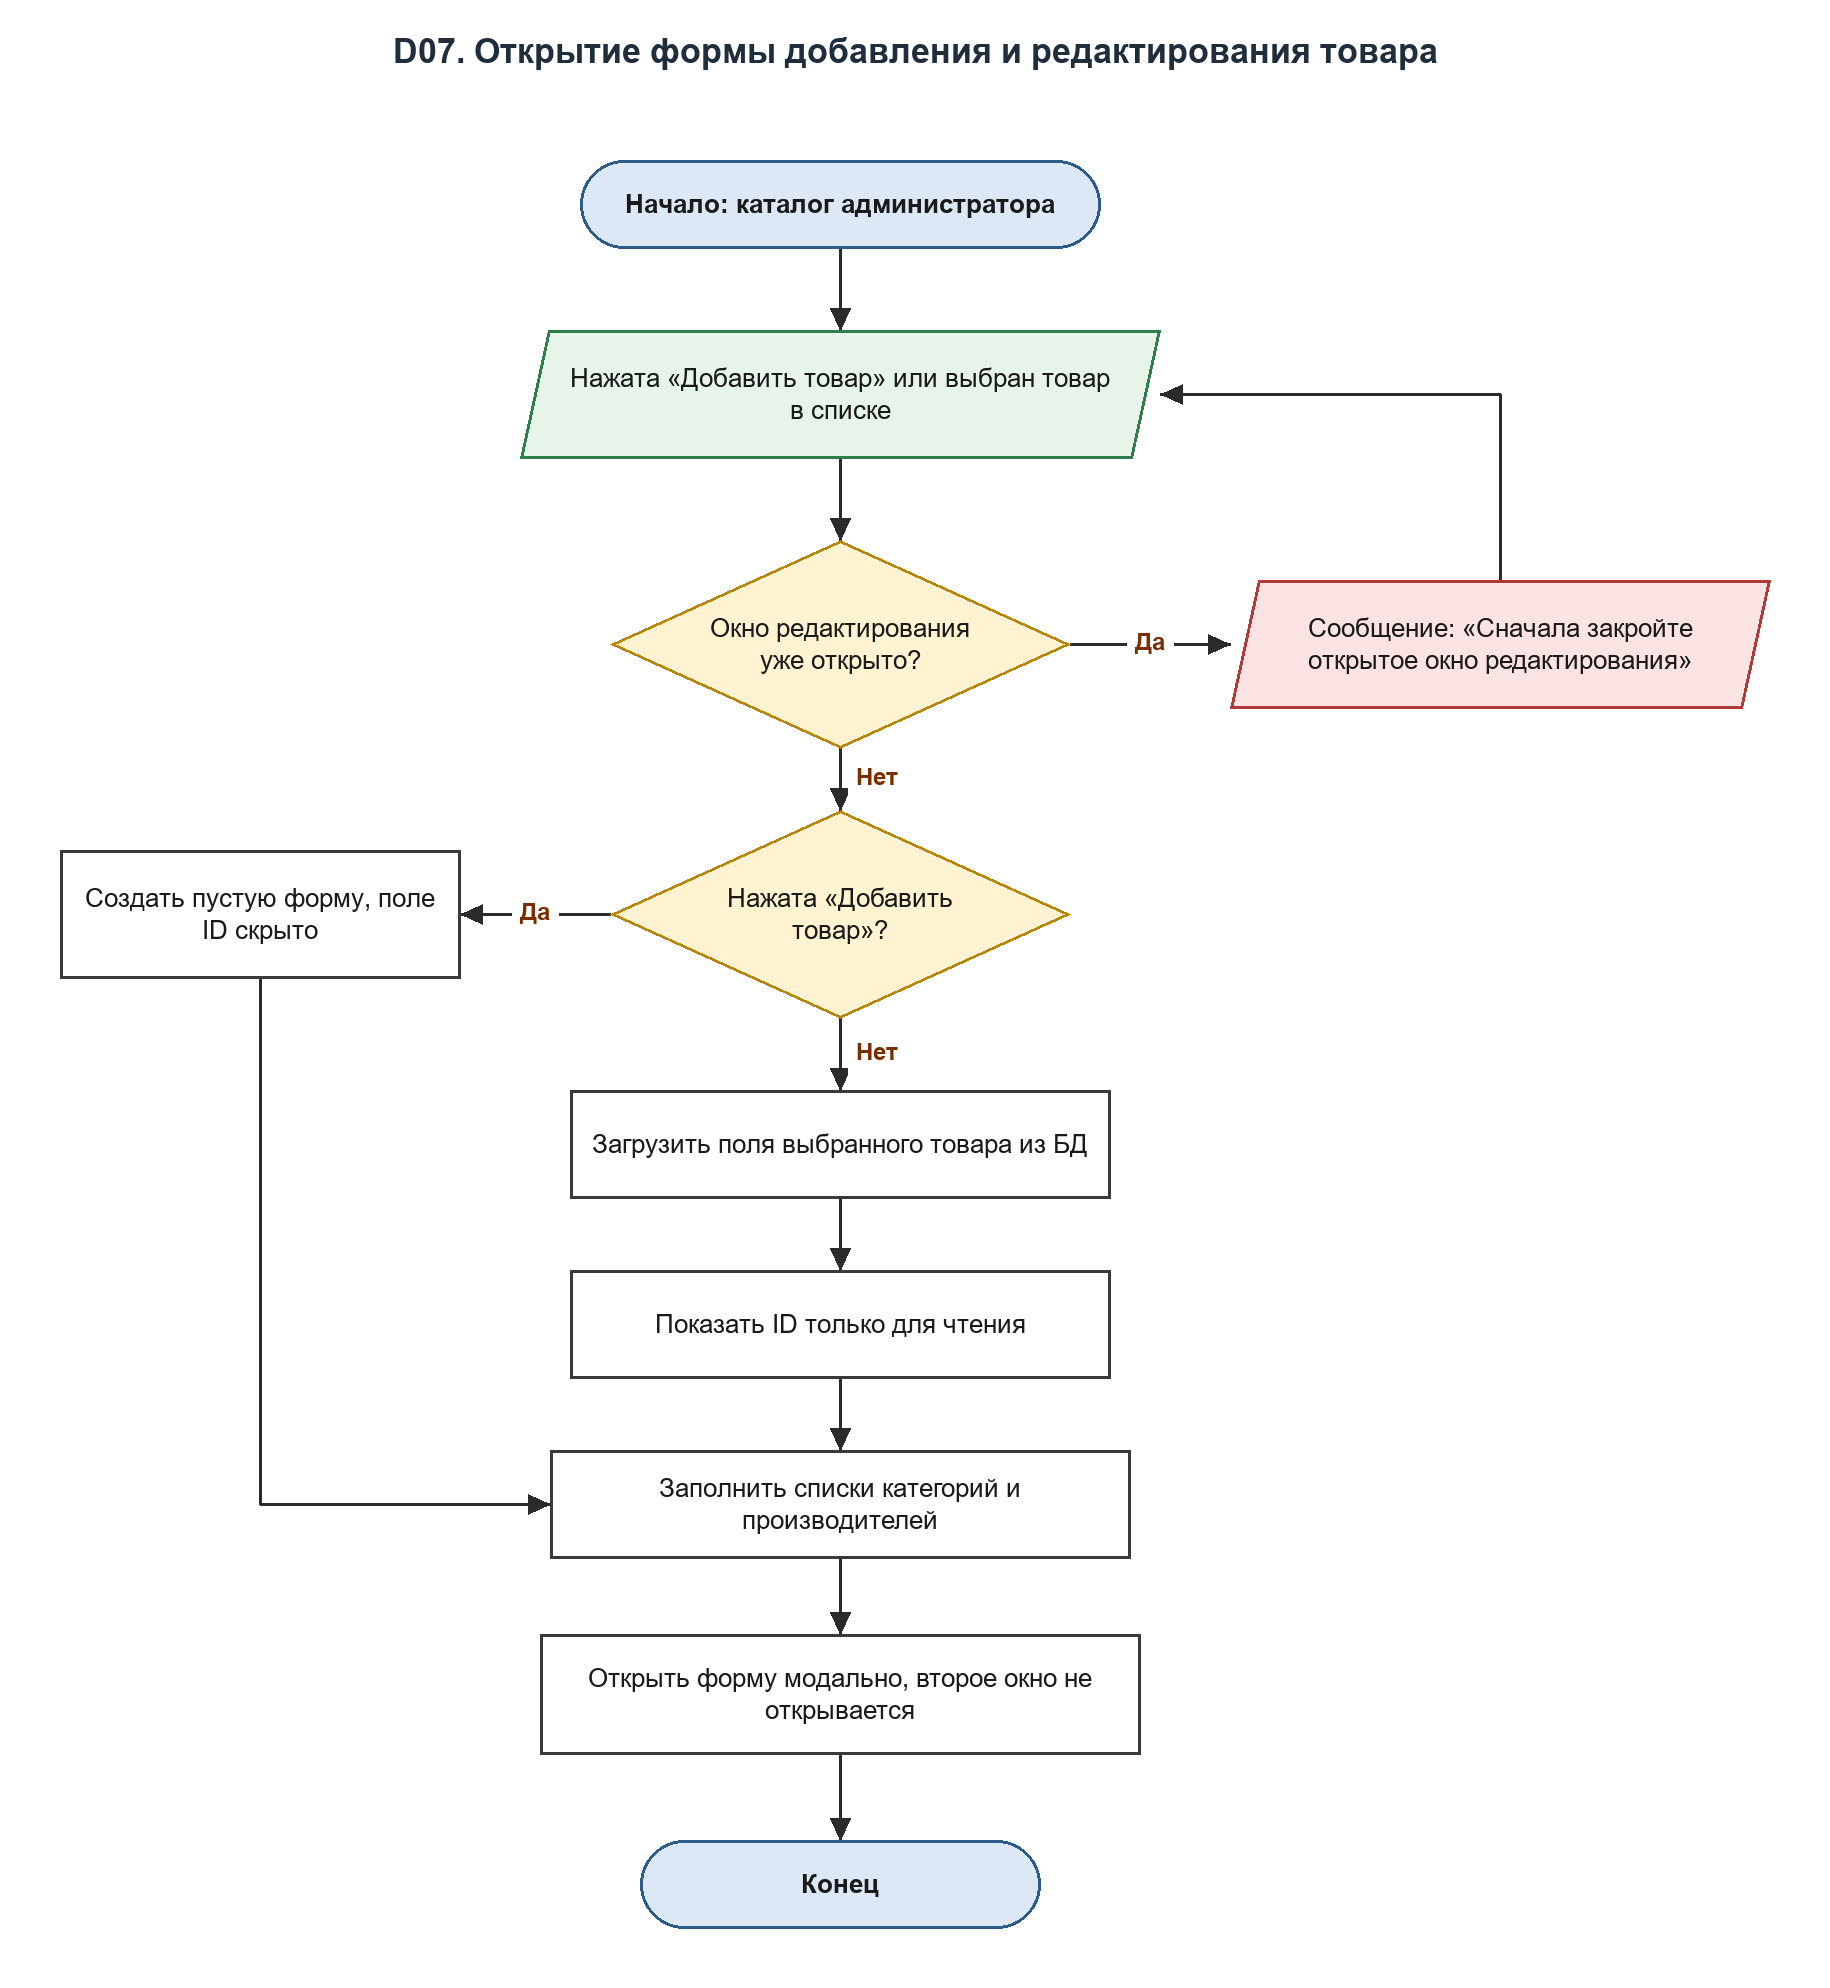 D07. Открытие формы добавления и редактирования товара
Начало: каталог администратора
Нажата «Добавить товар» или выбран товар
в списке
Окно редактирования
уже открыто?
Да
Сообщение: «Сначала закройте
открытое окно редактирования»
Нет
Нажата «Добавить
товар»?
Да
Создать пустую форму, поле
ID скрыто
Нет
Загрузить поля выбранного товара из БД
Показать ID только для чтения
Заполнить списки категорий и
производителей
Открыть форму модально, второе окно не
открывается
Конец